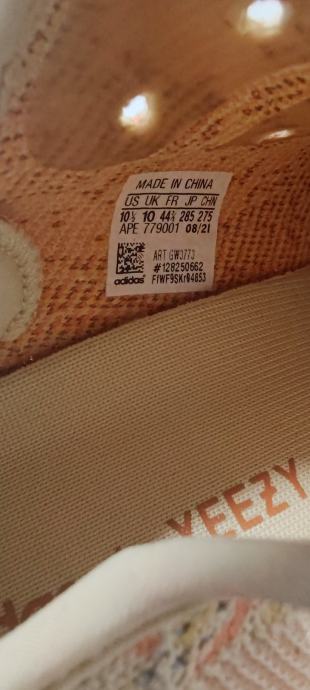 MADE IN CHINA
US UK FR JP CHN
10½ 10 44⅔ 285 275
APE 779001 08/21
ART GW3773
#128250662
adidas
YEEZY